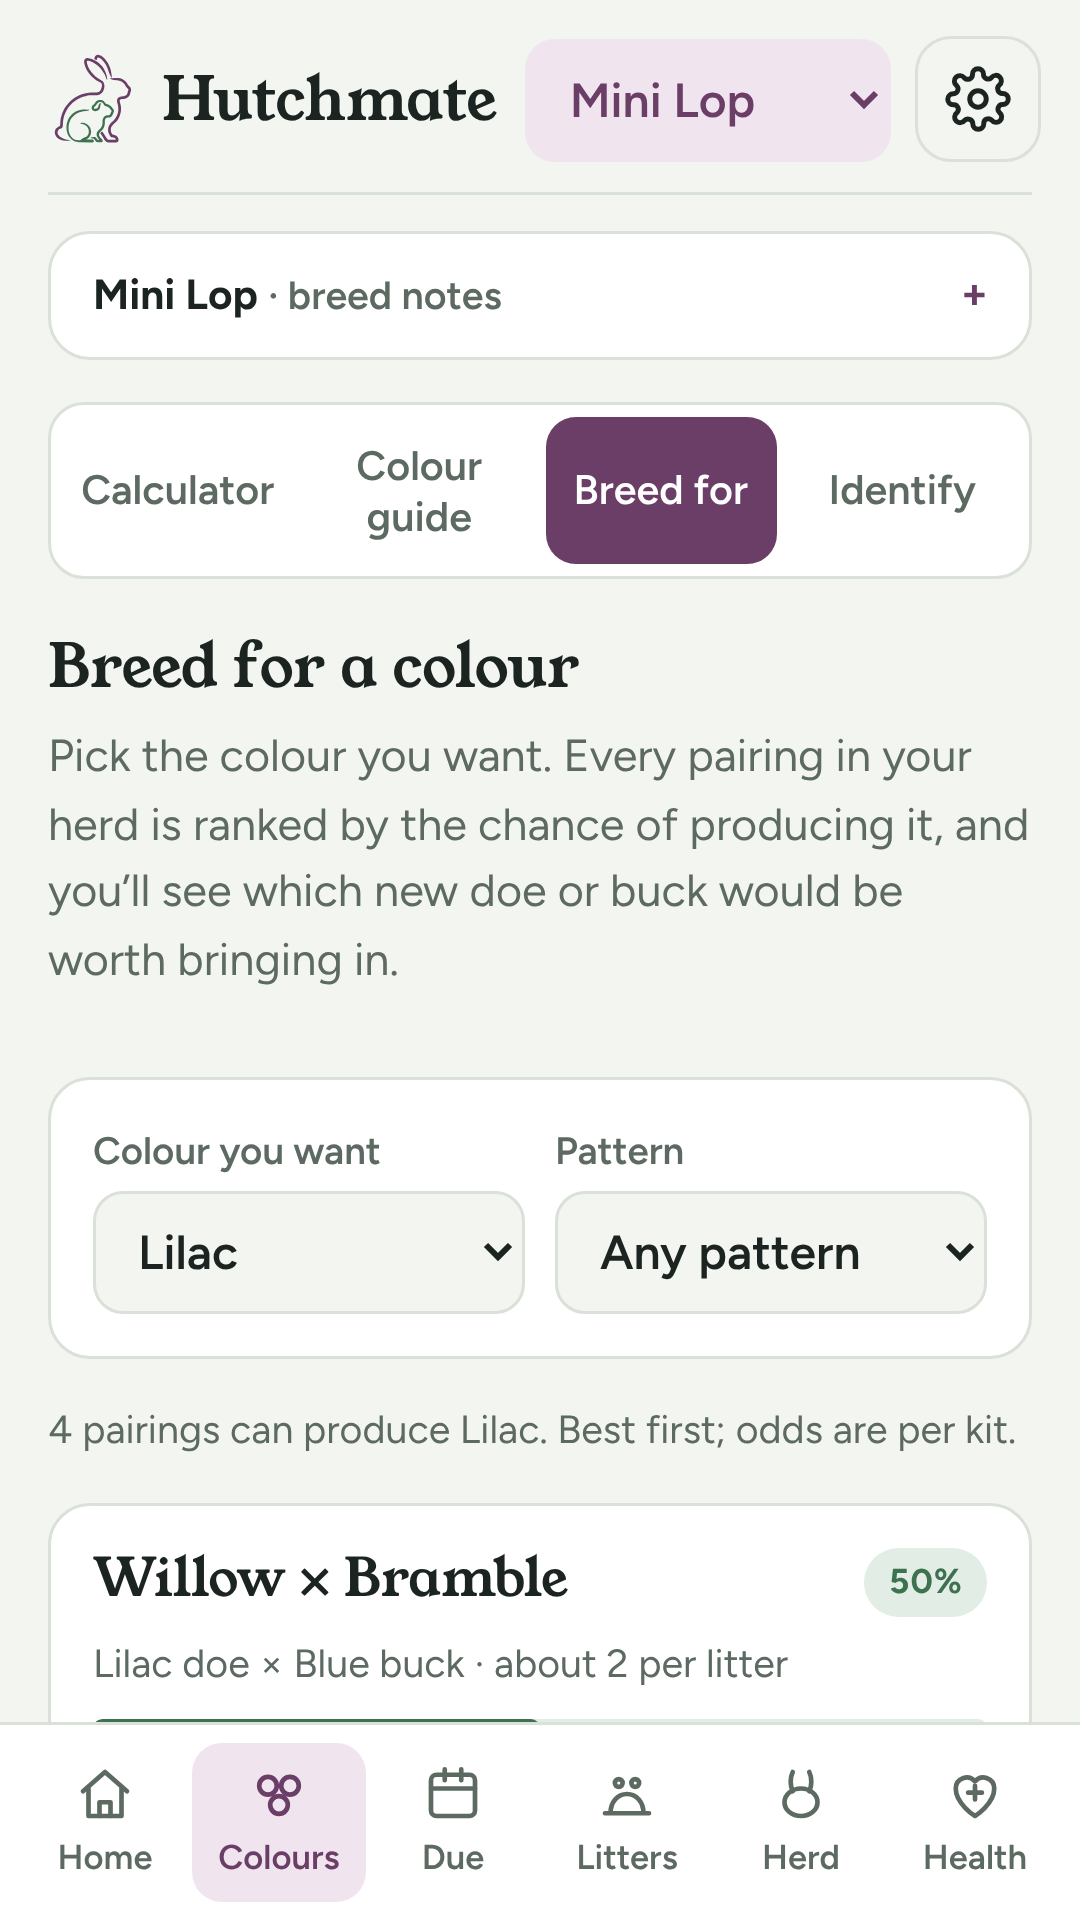 Hutchmate
Mini Lop
Mini Lop · breed notes
+
Calculator
Colour
guide
Breed for
Identify
Breed for a colour
Pick the colour you want. Every pairing in your
herd is ranked by the chance of producing it, and
you’ll see which new doe or buck would be
worth bringing in.
Colour you want
Pattern
Lilac
Any pattern
4 pairings can produce Lilac. Best first; odds are per kit.
Willow × Bramble
50%
Lilac doe × Blue buck · about 2 per litter
Home
Colours
Due
Litters
Herd
Health